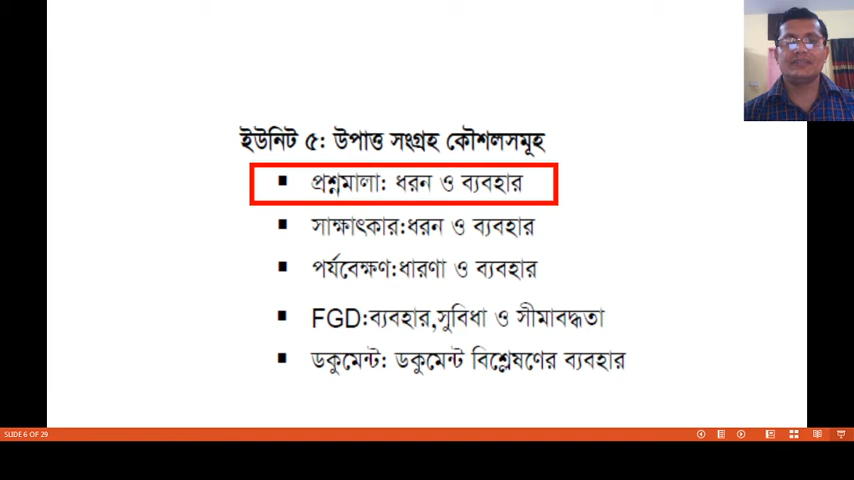 ইউনিট ৫: উপাত্ত সংগ্রহ কৌশলসমূহ
▪ প্রশ্নমালা: ধরন ও ব্যবহার
▪ সাক্ষাৎকার:ধরন ও ব্যবহার
▪ পর্যবেক্ষণ:ধারণা ও ব্যবহার
▪ FGD:ব্যবহার,সুবিধা ও সীমাবদ্ধতা
▪ ডকুমেন্ট: ডকুমেন্ট বিশ্লেষণের ব্যবহার
SLIDE 6 OF 29